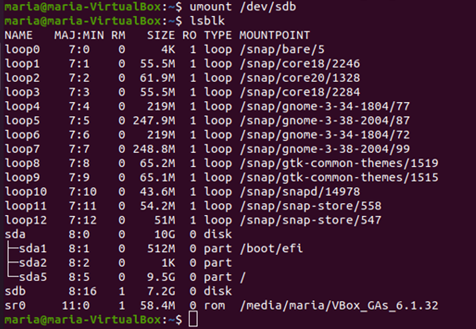 maria@maria-VirtualBox:~$ umount /dev/sdb
maria@maria-VirtualBox:~$ lsblk
NAME   MAJ:MIN RM   SIZE RO TYPE MOUNTPOINT
loop0    7:0    0     4K  1 loop /snap/bare/5
loop1    7:1    0  55.5M  1 loop /snap/core18/2246
loop2    7:2    0  61.9M  1 loop /snap/core20/1328
loop3    7:3    0  55.5M  1 loop /snap/core18/2284
loop4    7:4    0   219M  1 loop /snap/gnome-3-34-1804/77
loop5    7:5    0 247.9M  1 loop /snap/gnome-3-38-2004/87
loop6    7:6    0   219M  1 loop /snap/gnome-3-34-1804/72
loop7    7:7    0 248.8M  1 loop /snap/gnome-3-38-2004/99
loop8    7:8    0  65.2M  1 loop /snap/gtk-common-themes/1519
loop9    7:9    0  65.1M  1 loop /snap/gtk-common-themes/1515
loop10   7:10   0  43.6M  1 loop /snap/snapd/14978
loop11   7:11   0  54.2M  1 loop /snap/snap-store/558
loop12   7:12   0    51M  1 loop /snap/snap-store/547
sda      8:0    0    10G  0 disk
├─sda1   8:1    0   512M  0 part /boot/efi
├─sda2   8:2    0     1K  0 part
└─sda5   8:5    0   9.5G  0 part /
sdb      8:16   1   7.2G  0 disk
sr0     11:0    1  58.4M  0 rom  /media/maria/VBox_GAs_6.1.32
maria@maria-VirtualBox:~$